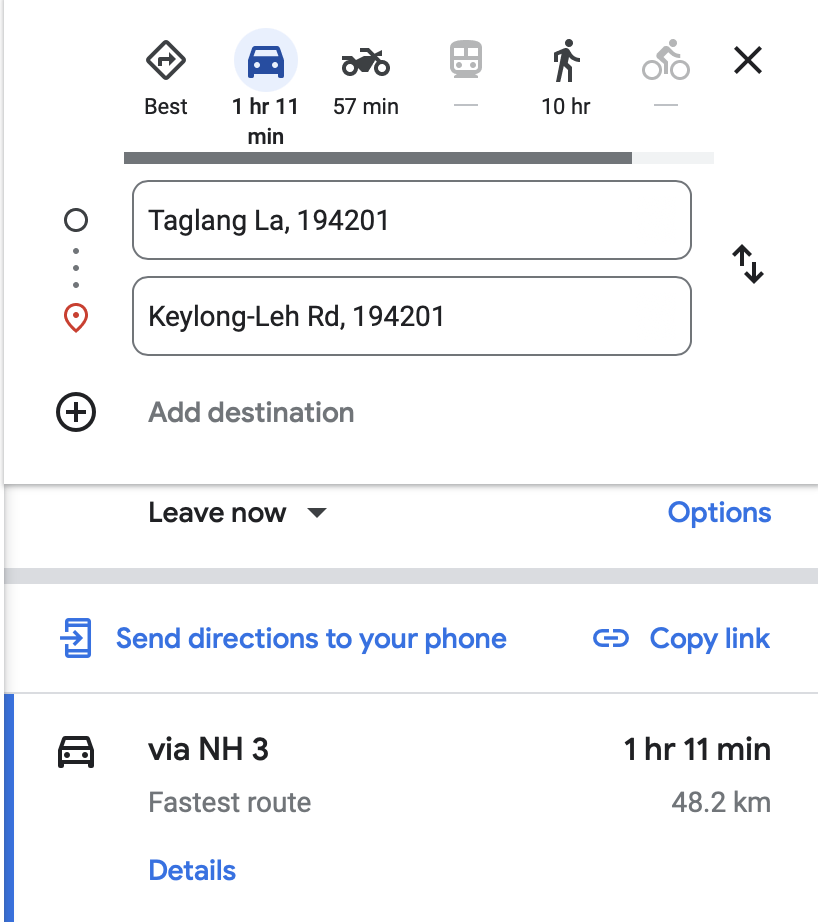 Best
1 hr 11
min
57 min
—
10 hr
—
Taglang La, 194201
Keylong-Leh Rd, 194201
Add destination
Leave now
Options
Send directions to your phone
Copy link
via NH 3
1 hr 11 min
Fastest route
48.2 km
Details